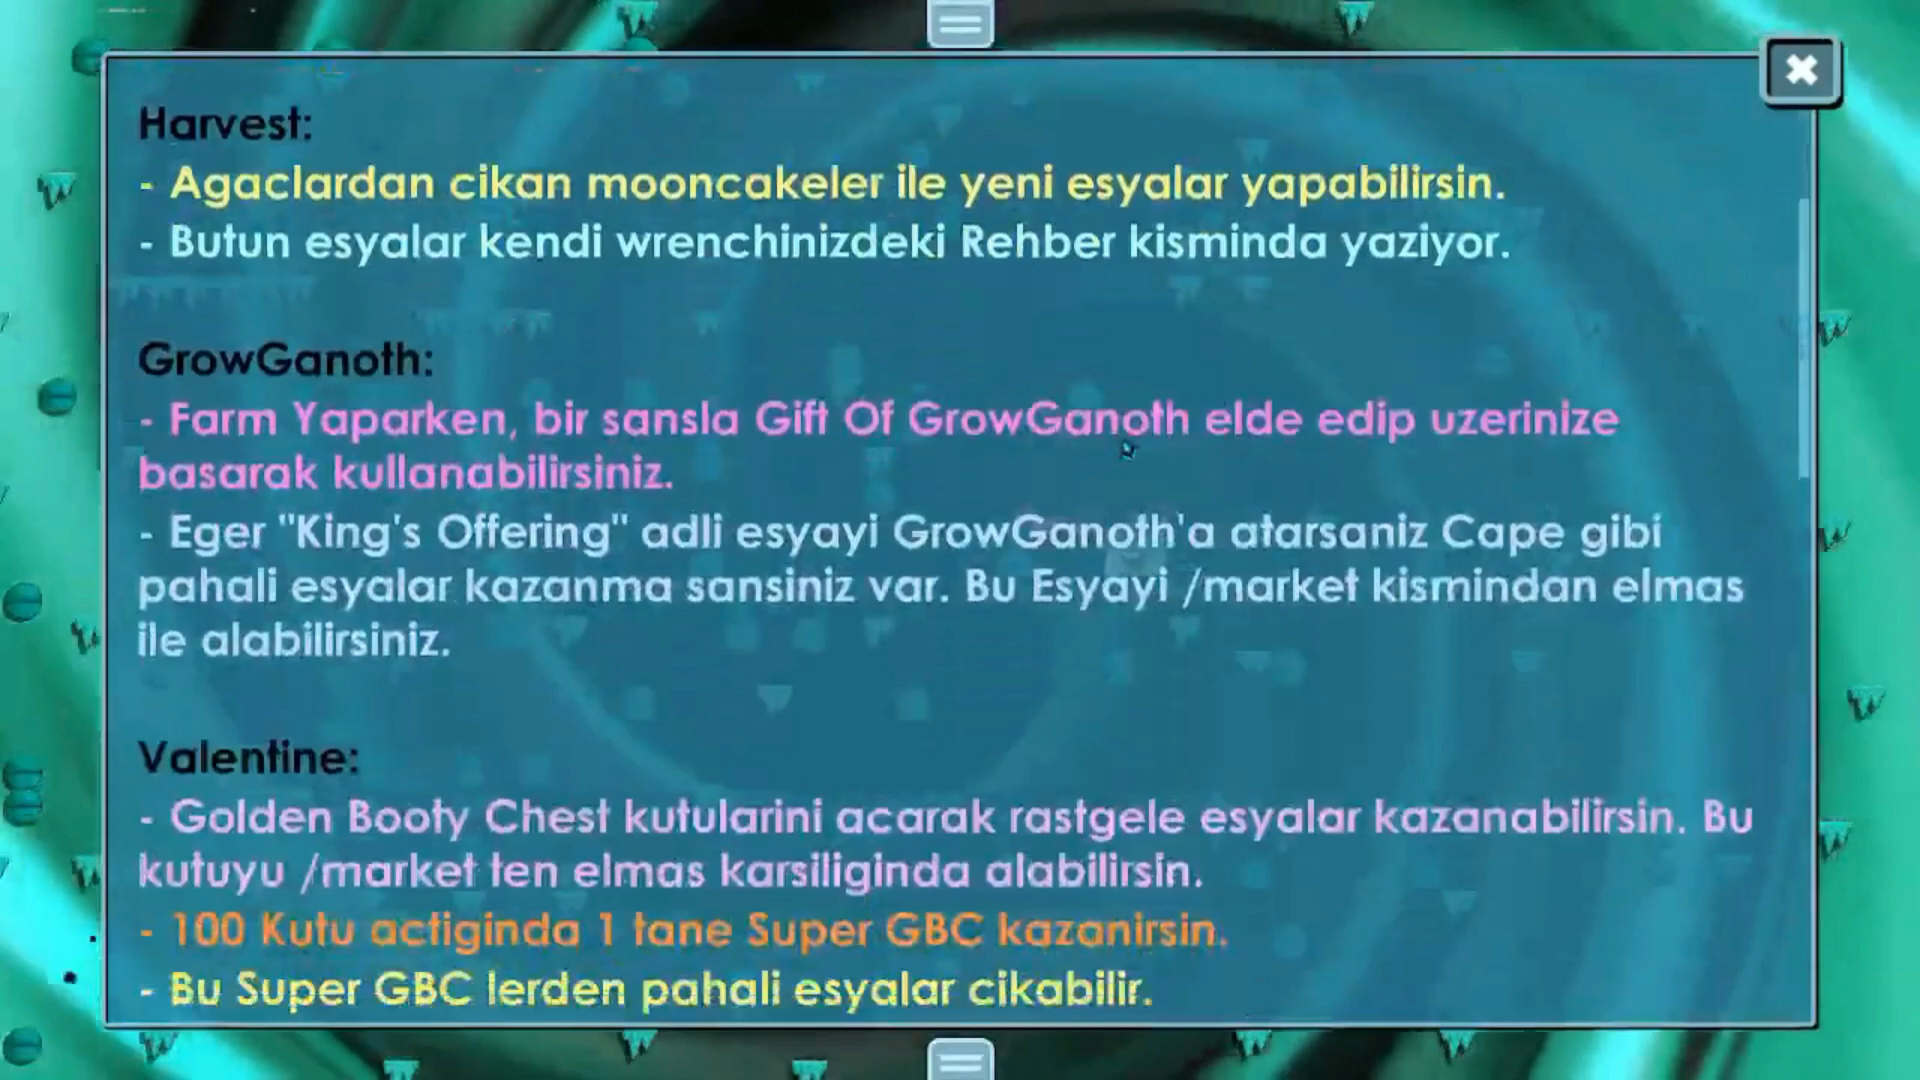 Harvest:
- Agaclardan cikan mooncakeler ile yeni esyalar yapabilirsin.
- Butun esyalar kendi wrenchinizdeki Rehber kisminda yaziyor.
GrowGanoth:
- Farm Yaparken, bir sansla Gift Of GrowGanoth elde edip uzerinize
basarak kullanabilirsiniz.
- Eger "King's Offering" adli esyayi GrowGanoth'a atarsaniz Cape gibi
pahali esyalar kazanma sansiniz var. Bu Esyayi /market kismindan elmas
ile alabilirsiniz.
Valentine:
- Golden Booty Chest kutularini acarak rastgele esyalar kazanabilirsin. Bu
kutuyu /market ten elmas karsiliginda alabilirsin.
- 100 Kutu actiginda 1 tane Super GBC kazanirsin.
- Bu Super GBC lerden pahali esyalar cikabilir.